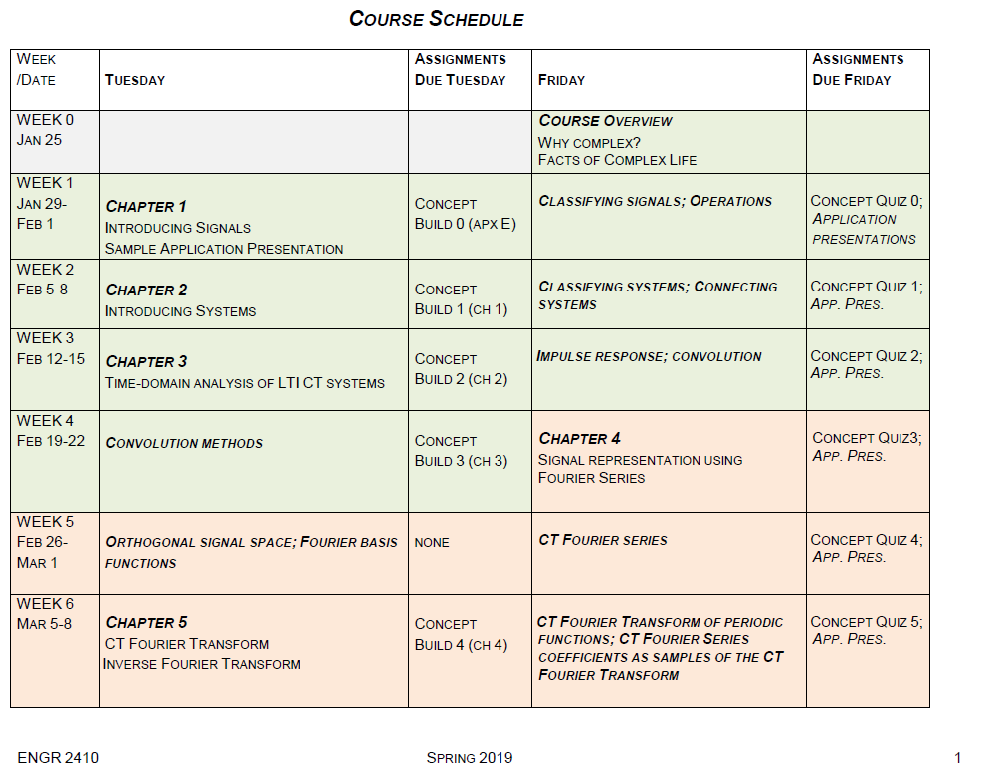 COURSE SCHEDULE
WEEK
/DATE
TUESDAY
ASSIGNMENTS
DUE TUESDAY
FRIDAY
ASSIGNMENTS
DUE FRIDAY
WEEK 0
JAN 25
COURSE OVERVIEW
WHY COMPLEX?
FACTS OF COMPLEX LIFE
WEEK 1
JAN 29-
FEB 1
CHAPTER 1
INTRODUCING SIGNALS
SAMPLE APPLICATION PRESENTATION
CONCEPT
BUILD 0 (APX E)
CLASSIFYING SIGNALS; OPERATIONS
CONCEPT QUIZ 0;
APPLICATION
PRESENTATIONS
WEEK 2
FEB 5-8
CHAPTER 2
INTRODUCING SYSTEMS
CONCEPT
BUILD 1 (CH 1)
CLASSIFYING SYSTEMS; CONNECTING
SYSTEMS
CONCEPT QUIZ 1;
APP. PRES.
WEEK 3
FEB 12-15
CHAPTER 3
TIME-DOMAIN ANALYSIS OF LTI CT SYSTEMS
CONCEPT
BUILD 2 (CH 2)
IMPULSE RESPONSE; CONVOLUTION
CONCEPT QUIZ 2;
APP. PRES.
WEEK 4
FEB 19-22
CONVOLUTION METHODS
CONCEPT
BUILD 3 (CH 3)
CHAPTER 4
SIGNAL REPRESENTATION USING
FOURIER SERIES
CONCEPT QUIZ3;
APP. PRES.
WEEK 5
FEB 26-
MAR 1
ORTHOGONAL SIGNAL SPACE; FOURIER BASIS
FUNCTIONS
NONE
CT FOURIER SERIES
CONCEPT QUIZ 4;
APP. PRES.
WEEK 6
MAR 5-8
CHAPTER 5
CT FOURIER TRANSFORM
INVERSE FOURIER TRANSFORM
CONCEPT
BUILD 4 (CH 4)
CT FOURIER TRANSFORM OF PERIODIC
FUNCTIONS; CT FOURIER SERIES
COEFFICIENTS AS SAMPLES OF THE CT
FOURIER TRANSFORM
CONCEPT QUIZ 5;
APP. PRES.
ENGR 2410
SPRING 2019
1